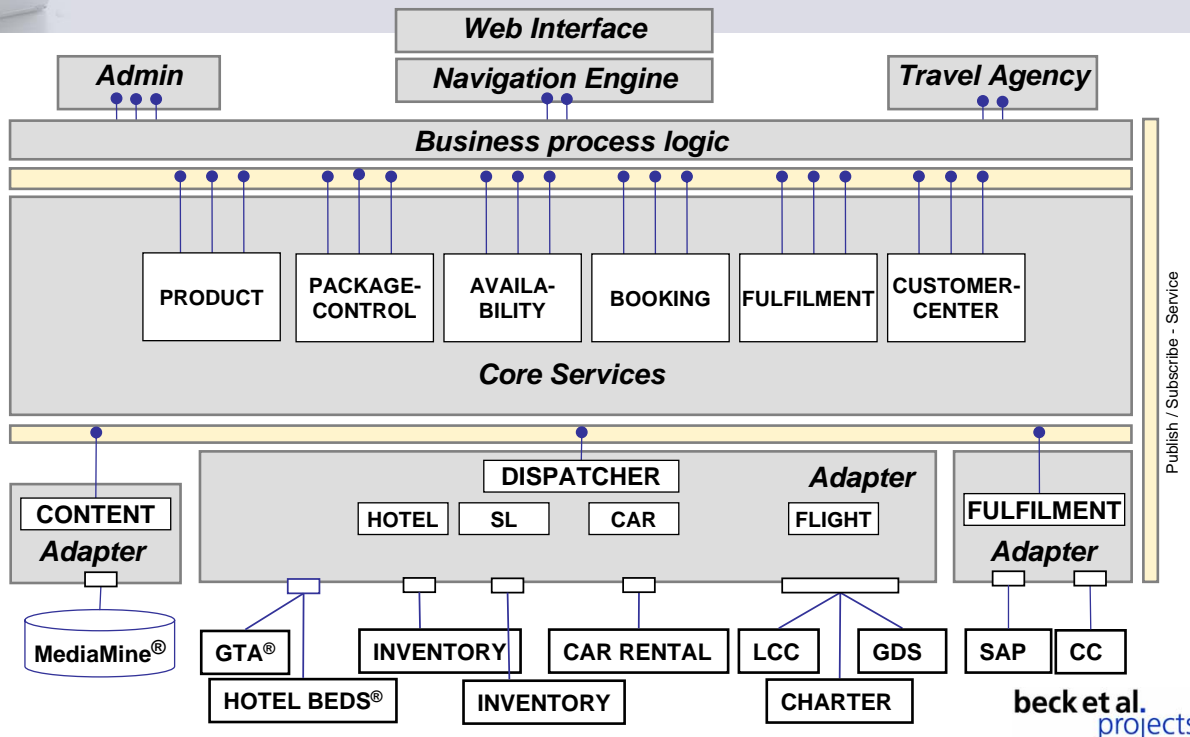 Web Interface
Admin
Navigation Engine
Travel Agency
Business process logic
PRODUCT
PACKAGE-
CONTROL
AVAILA-
BILITY
BOOKING
FULFILMENT
CUSTOMER-
CENTER
Core Services
Publish / Subscribe - Service
DISPATCHER
Adapter
CONTENT
Adapter
HOTEL
SL
CAR
FLIGHT
FULFILMENT
Adapter
MediaMine®
GTA®
INVENTORY
CAR RENTAL
LCC
GDS
SAP
CC
HOTEL BEDS®
INVENTORY
CHARTER
beck et al.
projects